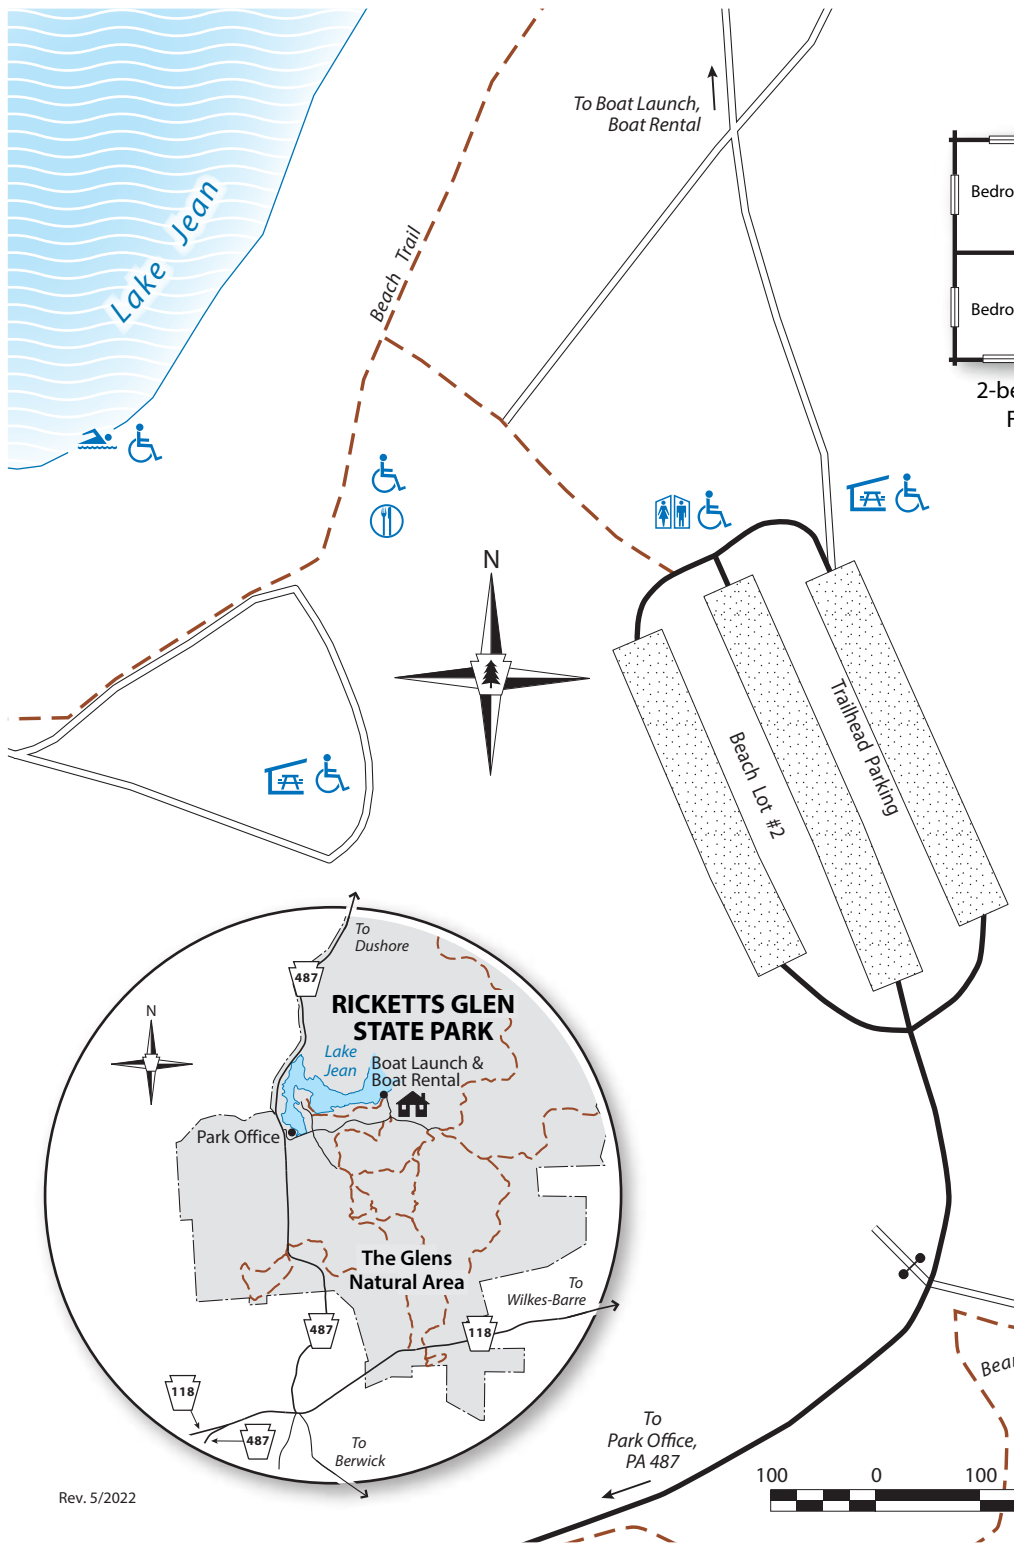 To Boat Launch,
Boat Rental
Lake Jean
Beach Trail
Bedro
Bedro
2-be
F
N
Trailhead Parking
Beach Lot #2
To
Dushore
487
RICKETTS GLEN
STATE PARK
N
Lake
Jean
Boat Launch &
Boat Rental
Park Office
The Glens
Natural Area
To
Wilkes-Barre
487
118
118
487
To
Berwick
Bear
To
Park Office,
PA 487
100 0 100
Rev. 5/2022